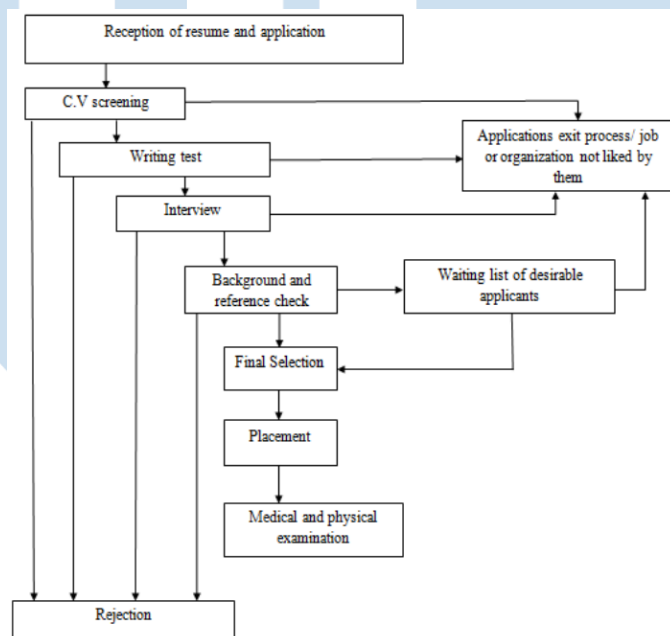 Reception of resume and application
C.V screening
Applications exit process/ job
or organization not liked by
them
Writing test
Interview
Background and
reference check
Waiting list of desirable
applicants
Final Selection
Placement
Medical and physical
examination
Rejection